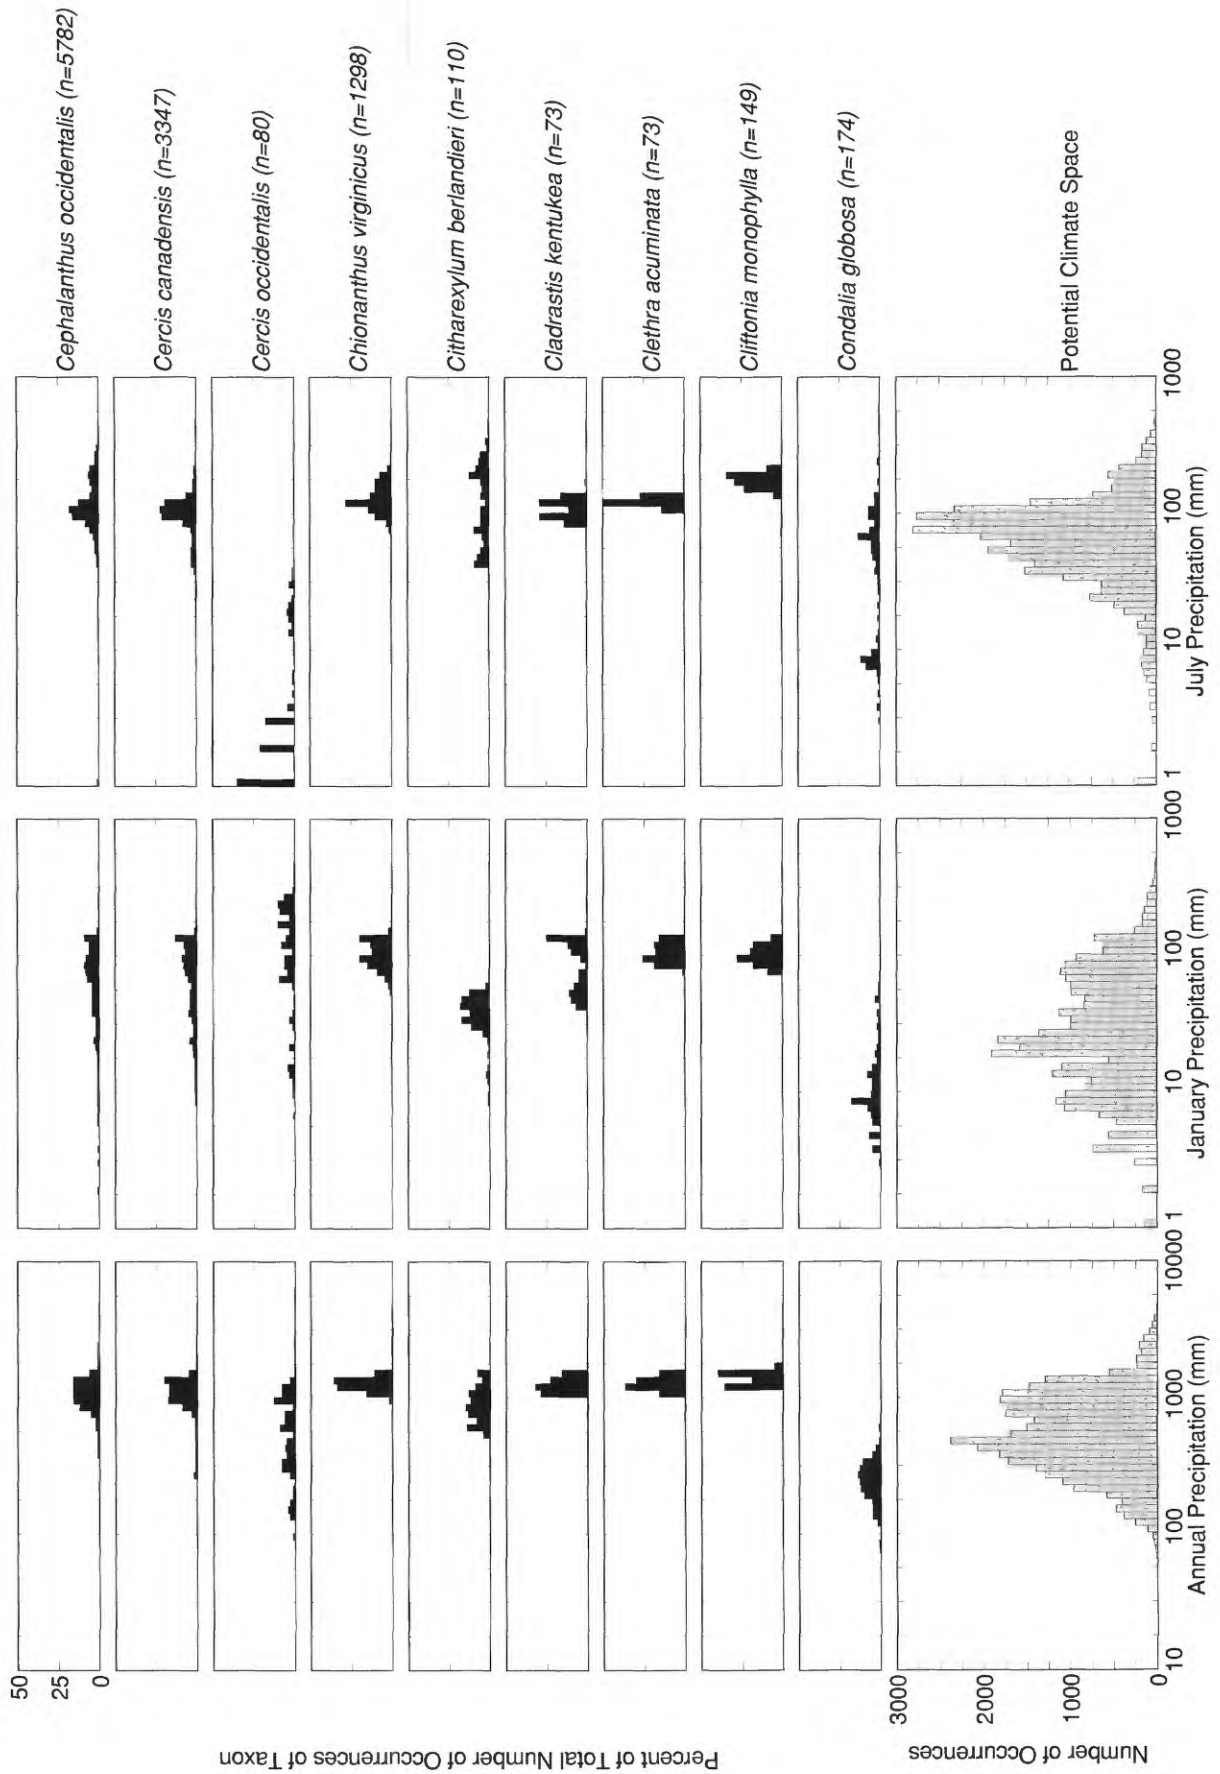 Percent of Total Number of Occurrences of Taxon
50
25
0
Cephalanthus occidentalis (n=5782)
Cercis canadensis (n=3347)
Cercis occidentalis (n=80)
Chionanthus virginicus (n=1298)
Citharexylum berlandieri (n=110)
Cladrastis kentukea (n=73)
Clethra acuminata (n=73)
Cliftonia monophylla (n=149)
Condalia globosa (n=174)
Number of Occurrences
3000
2000
1000
0
Potential Climate Space
10 100 1000 10000
1 10 100 1000
1 10 100 1000
Annual Precipitation (mm)
January Precipitation (mm)
July Precipitation (mm)